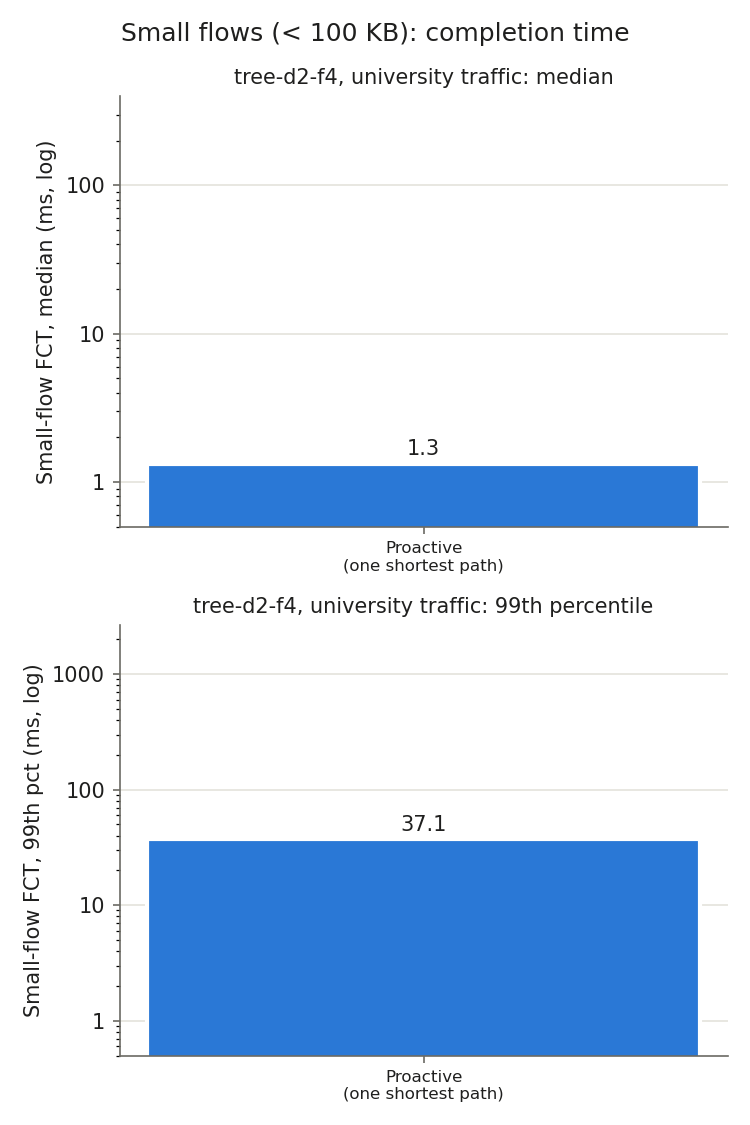 Small flows (< 100 KB): completion time
tree-d2-f4, university traffic: median
Small-flow FCT, median (ms, log)
100
10
1
1.3
Proactive
(one shortest path)
tree-d2-f4, university traffic: 99th percentile
Small-flow FCT, 99th pct (ms, log)
1000
100
10
1
37.1
Proactive
(one shortest path)